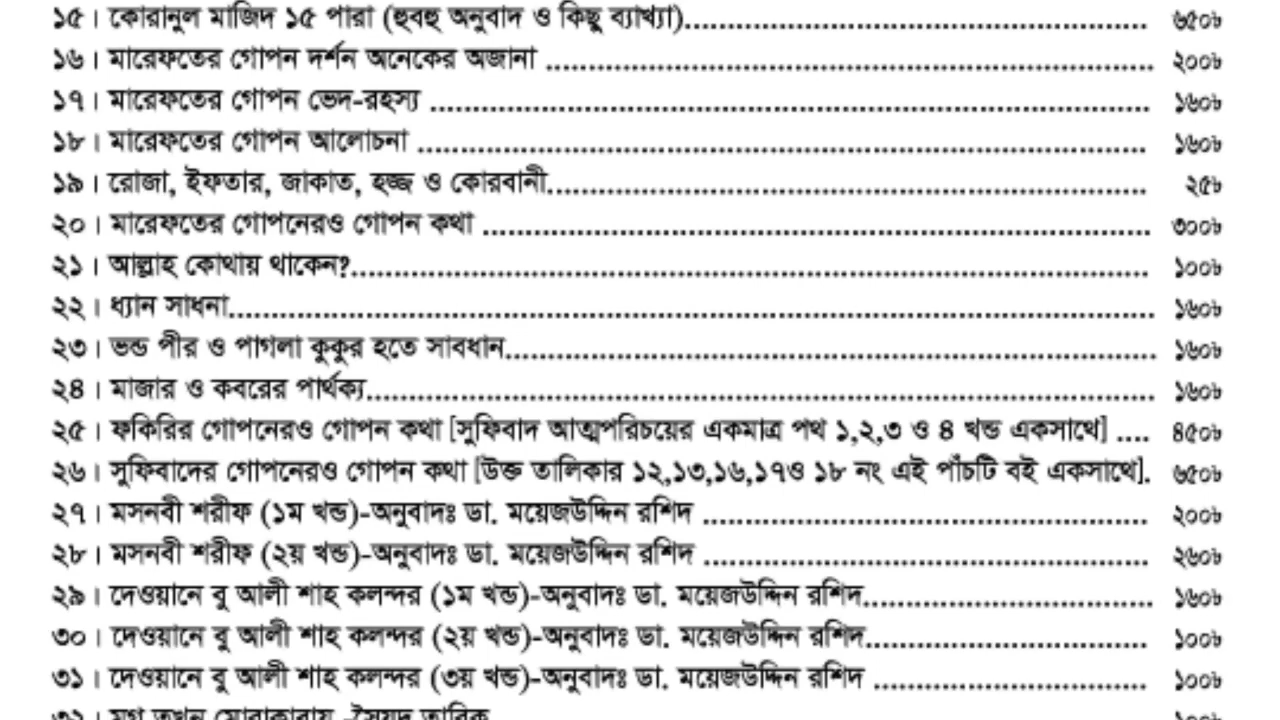 ১৫। কোরানুল মাজিদ ১৫ পারা (হুবহু অনুবাদ ও কিছু ব্যাখ্যা)........................................................ ৬৫০৳
১৬। মারেফতের গোপন দর্শন অনেকের অজানা ........................................................................ ২০০৳
১৭। মারেফতের গোপন ভেদ-রহস্য ..................................................................................... ১৬০৳
১৮। মারেফতের গোপন আলোচনা ...................................................................................... ১৬০৳
১৯। রোজা, ইফতার, জাকাত, হজ্জ ও কোরবানী...................................................................... ২৫৳
২০। মারেফতের গোপনেরও গোপন কথা ............................................................................... ৩০০৳
২১। আল্লাহ কোথায় থাকেন?.............................................................................................. ১০০৳
২২। ধ্যান সাধনা............................................................................................................. ১৬০৳
২৩। ভন্ড পীর ও পাগলা কুকুর হতে সাবধান............................................................................ ১৬০৳
২৪। মাজার ও কবরের পার্থক্য............................................................................................ ১৬০৳
২৫। ফকিরির গোপনেরও গোপন কথা [সুফিবাদ আত্মপরিচয়ের একমাত্র পথ ১,২,৩ ও ৪ খন্ড একসাথে] .... ৪৫০৳
২৬। সুফিবাদের গোপনেরও গোপন কথা [উক্ত তালিকার ১২,১৩,১৬,১৭ও ১৮ নং এই পাঁচটি বই একসাথে]. ৬৫০৳
২৭। মসনবী শরীফ (১ম খন্ড)-অনুবাদঃ ডা. ময়েজউদ্দিন রশিদ ...................................................... ২০০৳
২৮। মসনবী শরীফ (২য় খন্ড)-অনুবাদঃ ডা. ময়েজউদ্দিন রশিদ ...................................................... ২৬০৳
২৯। দেওয়ানে বু আলী শাহ কলন্দর (১ম খন্ড)-অনুবাদঃ ডা. ময়েজউদ্দিন রশিদ................................... ১৬০৳
৩০। দেওয়ানে বু আলী শাহ কলন্দর (২য় খন্ড)-অনুবাদঃ ডা. ময়েজউদ্দিন রশিদ................................... ১০০৳
৩১। দেওয়ানে বু আলী শাহ কলন্দর (৩য় খন্ড)-অনুবাদঃ ডা. ময়েজউদ্দিন রশিদ .................................. ১০০৳